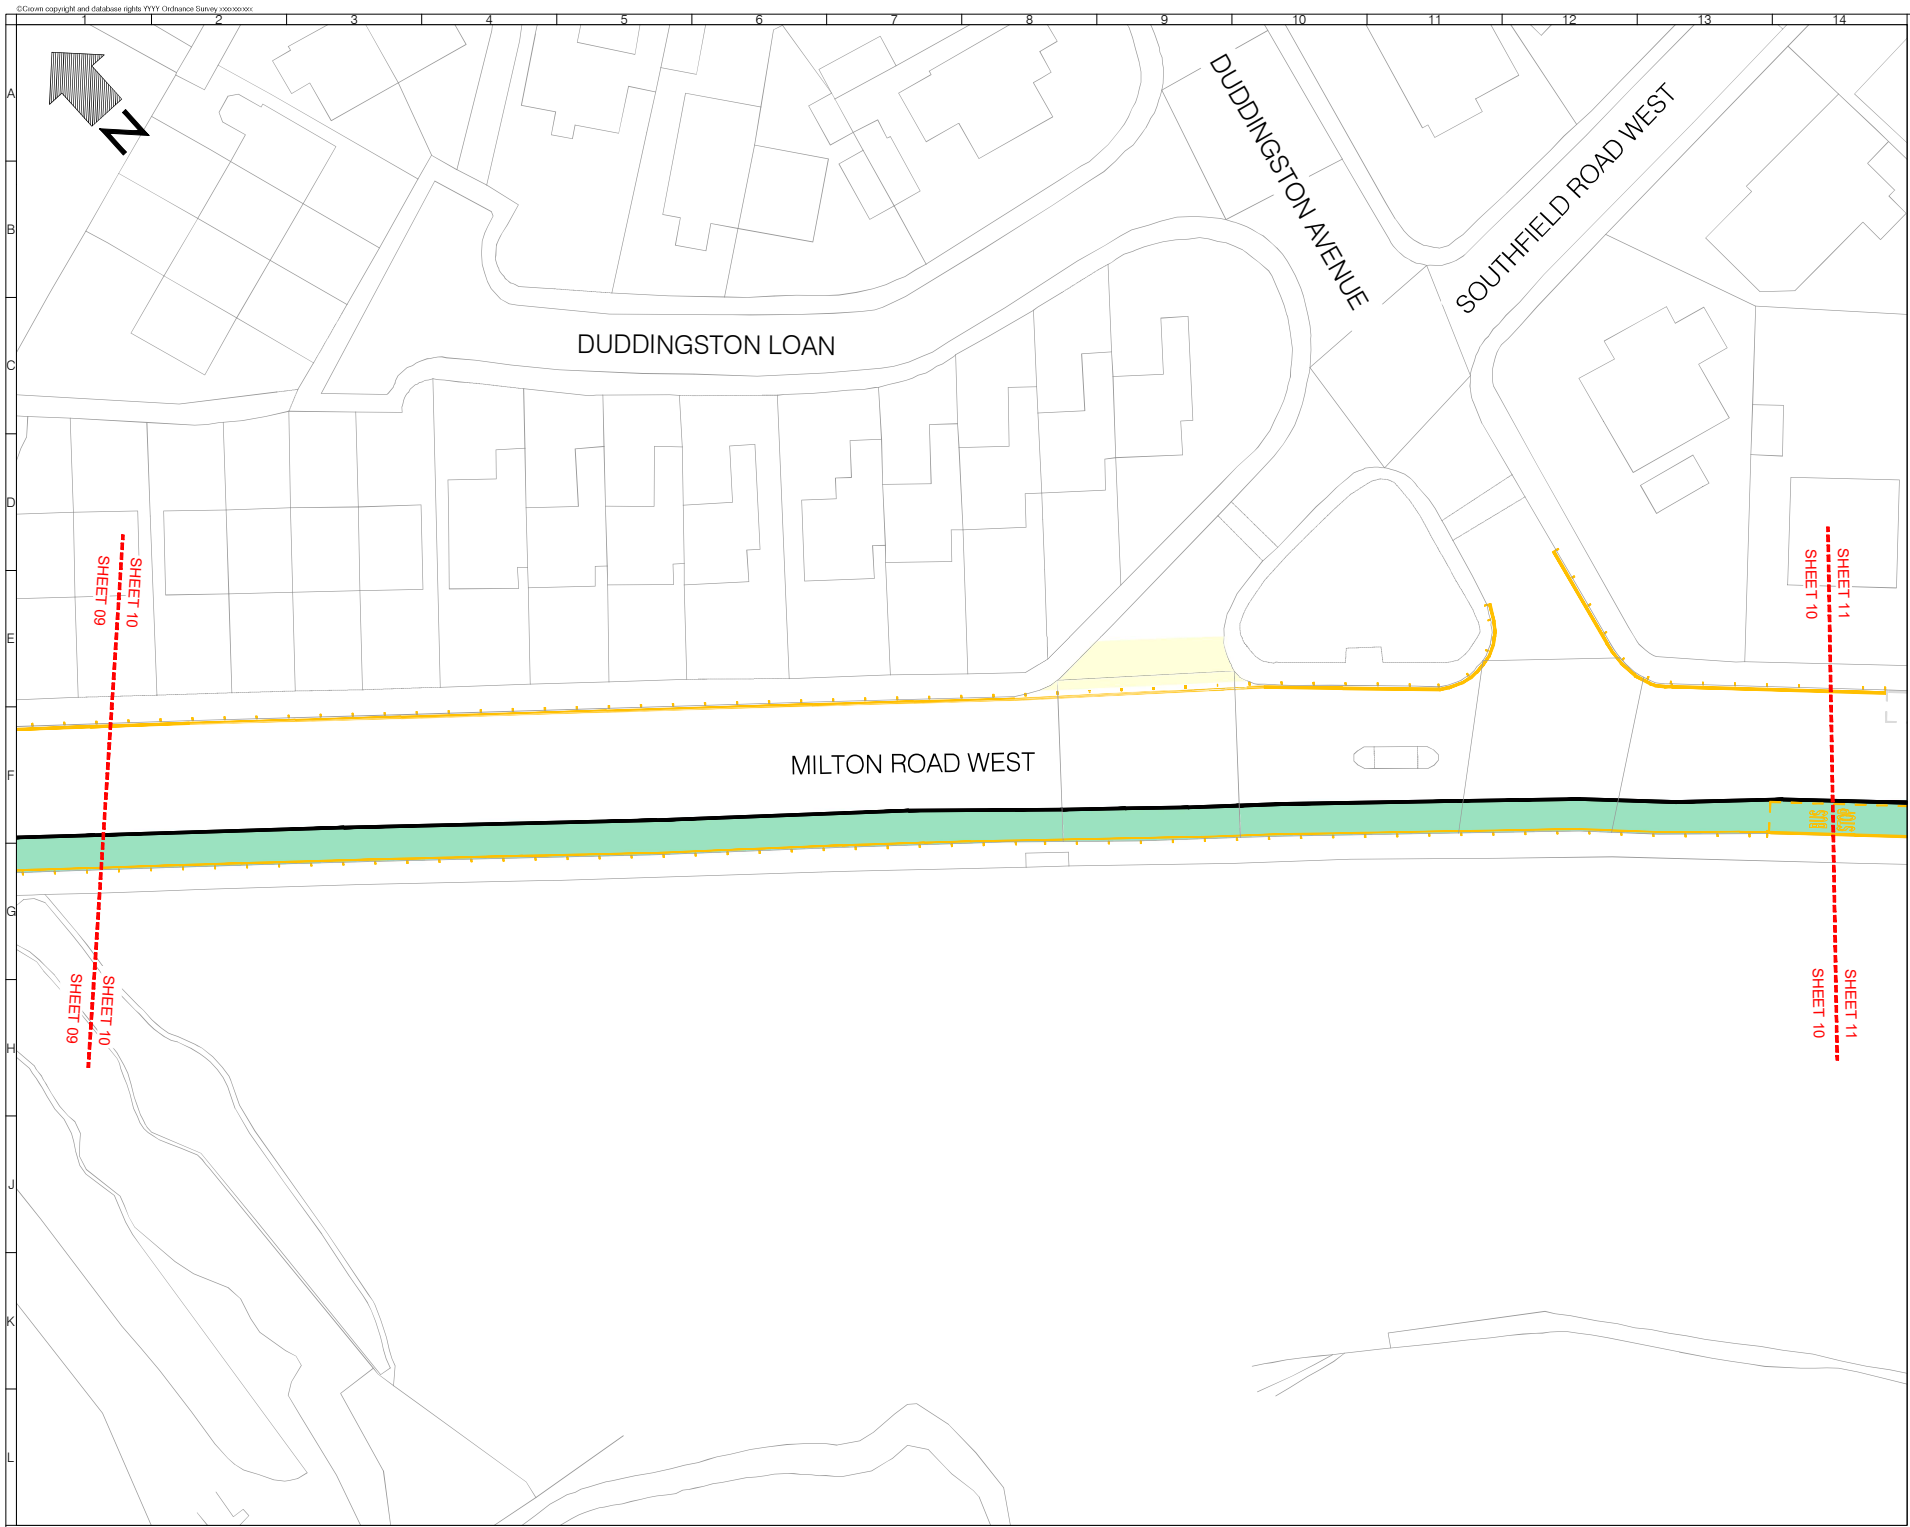 ©Crown copyright and database rights YYYY Ordnance Survey xxxxxxxxx
1 2 3 4 5 6 7 8 9 10 11 12 13 14
A
B
C
D
E
F
G
H
J
K
L
N
DUDDINGSTON AVENUE
SOUTHFIELD ROAD WEST
DUDDINGSTON LOAN
SHEET 09
SHEET 10
SHEET 10
SHEET 11
MILTON ROAD WEST
BUS
STOP
SHEET 09
SHEET 10
SHEET 10
SHEET 11